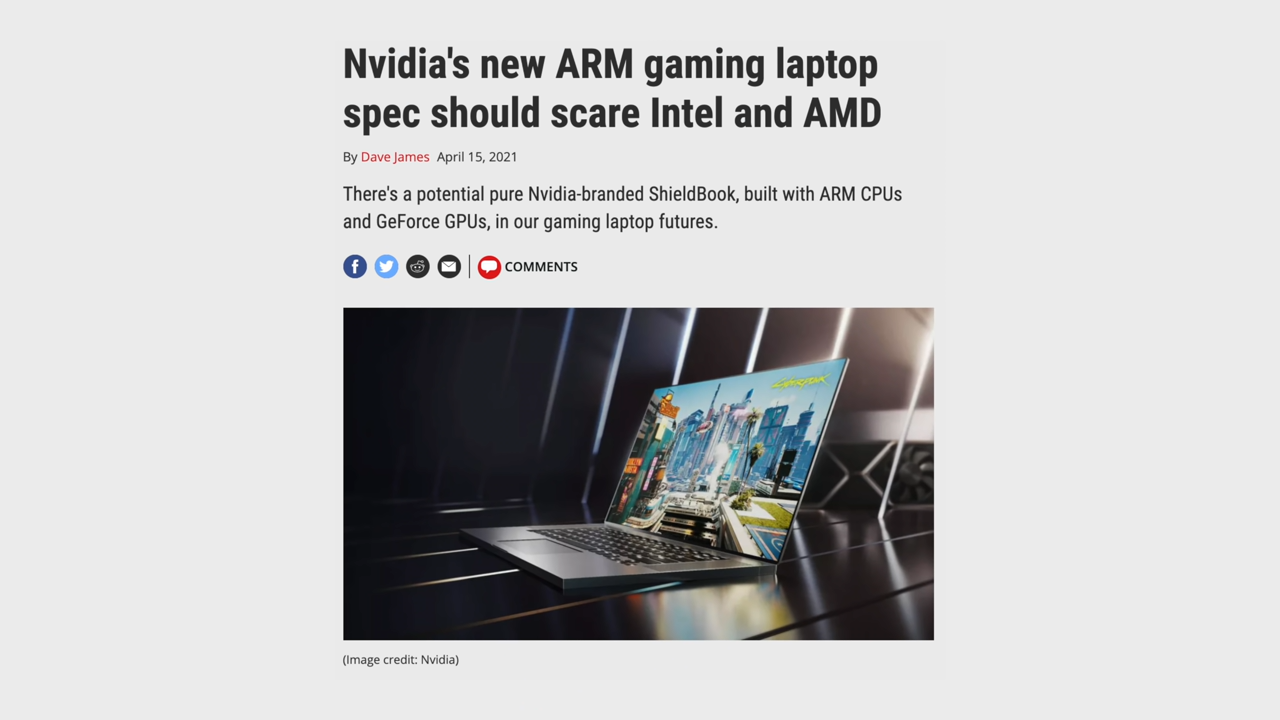 Nvidia's new ARM gaming laptop
spec should scare Intel and AMD
By Dave James April 15, 2021
There's a potential pure Nvidia-branded ShieldBook, built with ARM CPUs
and GeForce GPUs, in our gaming laptop futures.
COMMENTS
Cyberpunk
(Image credit: Nvidia)